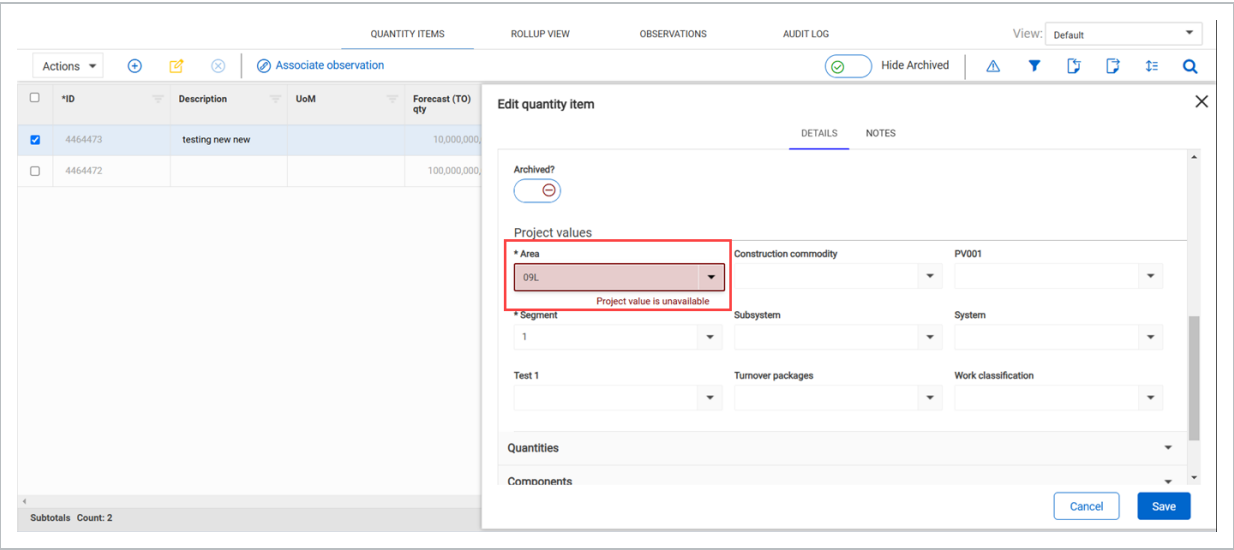 QUANTITY ITEMS ROLLUP VIEW OBSERVATIONS AUDIT LOG View: Default
Actions Associate observation Hide Archived
*ID Description UoM Forecast (TO) qty
4464473 testing new new 10,000,000,
4464472 100,000,000,
Subtotals Count: 2
Edit quantity item
DETAILS NOTES
Archived?
Project values
* Area Construction commodity PV001
09L
Project value is unavailable
* Segment Subsystem System
1
Test 1 Turnover packages Work classification
Quantities
Components
Cancel Save